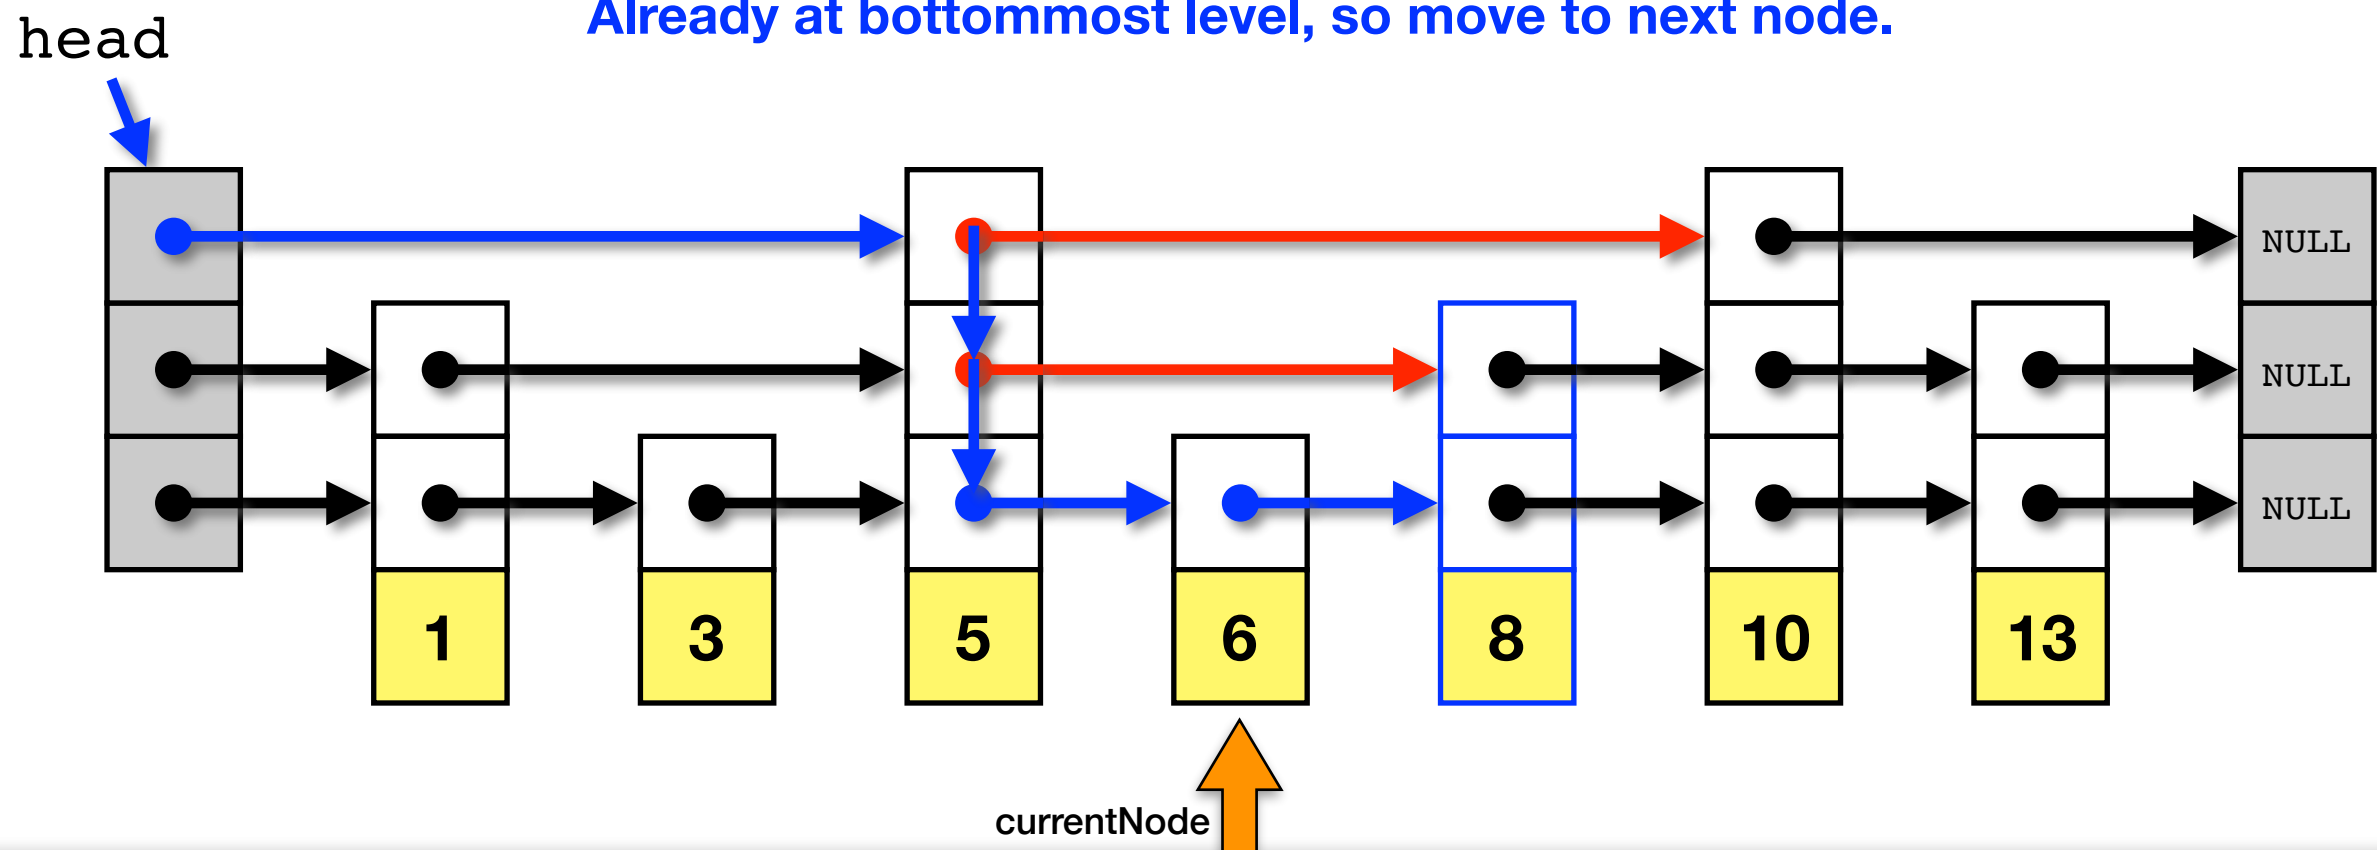 Already at bottommost level, so move to next node.
head
NULL
NULL
NULL
1 3 5 6 8 10 13
currentNode